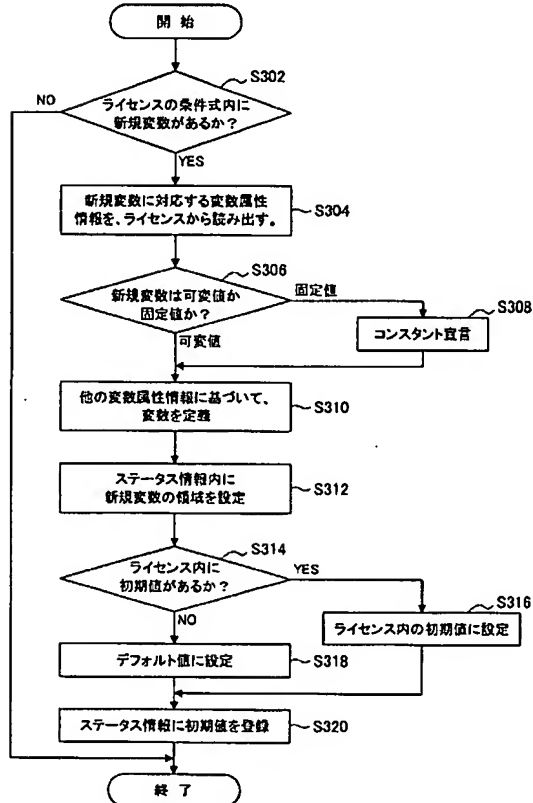 開始
S302
ライセンスの条件式内に
新規変数があるか？
NO
YES
新規変数に対応する変数属性
情報を、ライセンスから読み出す。
S304
S306
新規変数は可変値か
固定値か？
固定値
可変値
S308
コンスタント宣言
他の変数属性情報に基づいて、
変数を定義
S310
ステータス情報内に
新規変数の領域を設定
S312
S314
ライセンス内に
初期値があるか？
YES
NO
S316
ライセンス内の初期値に設定
デフォルト値に設定
S318
ステータス情報に初期値を登録
S320
終了